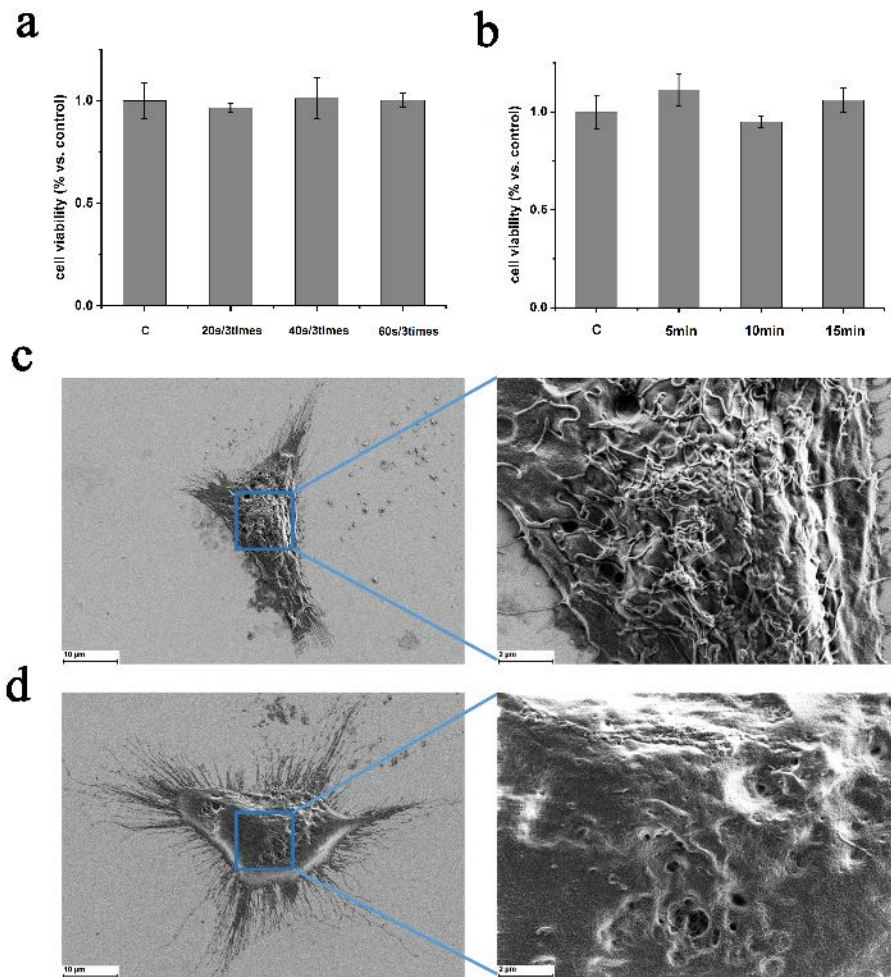 a
cell viability (% vs. control)
1.0
0.5
0.0
C
20s/3times
40s/3times
60s/3times
b
cell viability (% vs. control)
1.0
0.5
0.0
C
5min
10min
15min
c
10 µm
2 µm
d
10 µm
2 µm